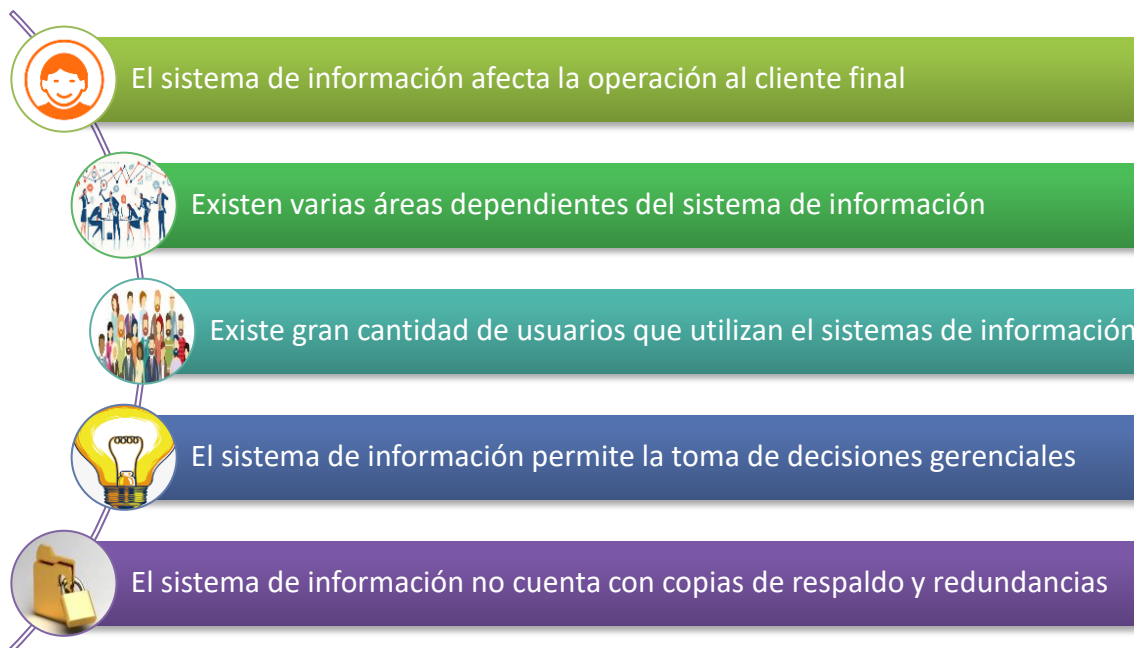 El sistema de información afecta la operación al cliente final
Existen varias áreas dependientes del sistema de información
Existe gran cantidad de usuarios que utilizan el sistemas de información
El sistema de información permite la toma de decisiones gerenciales
El sistema de información no cuenta con copias de respaldo y redundancias